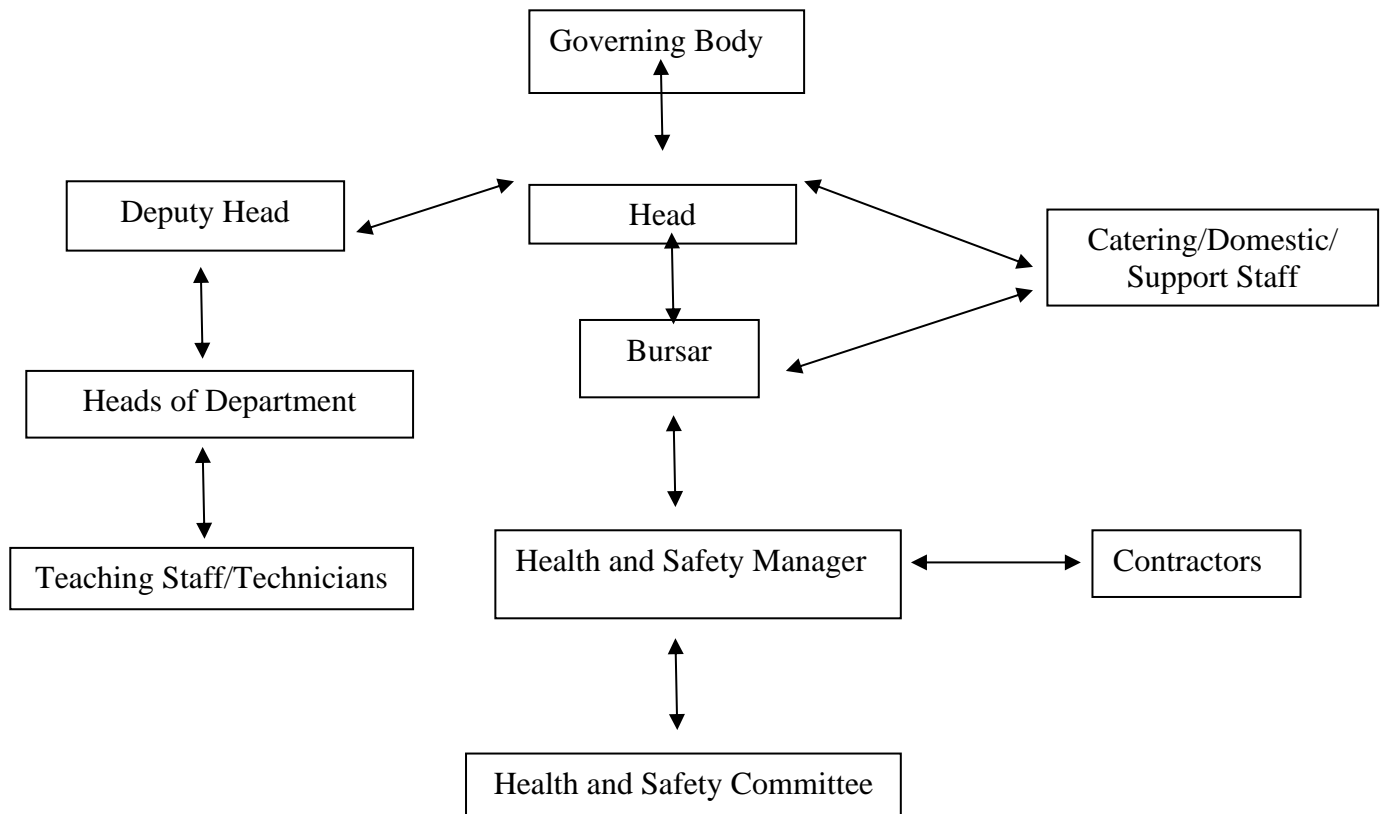 Governing Body
Deputy Head
Head
Catering/Domestic/
Support Staff
Bursar
Heads of Department
Health and Safety Manager
Contractors
Teaching Staff/Technicians
Health and Safety Committee